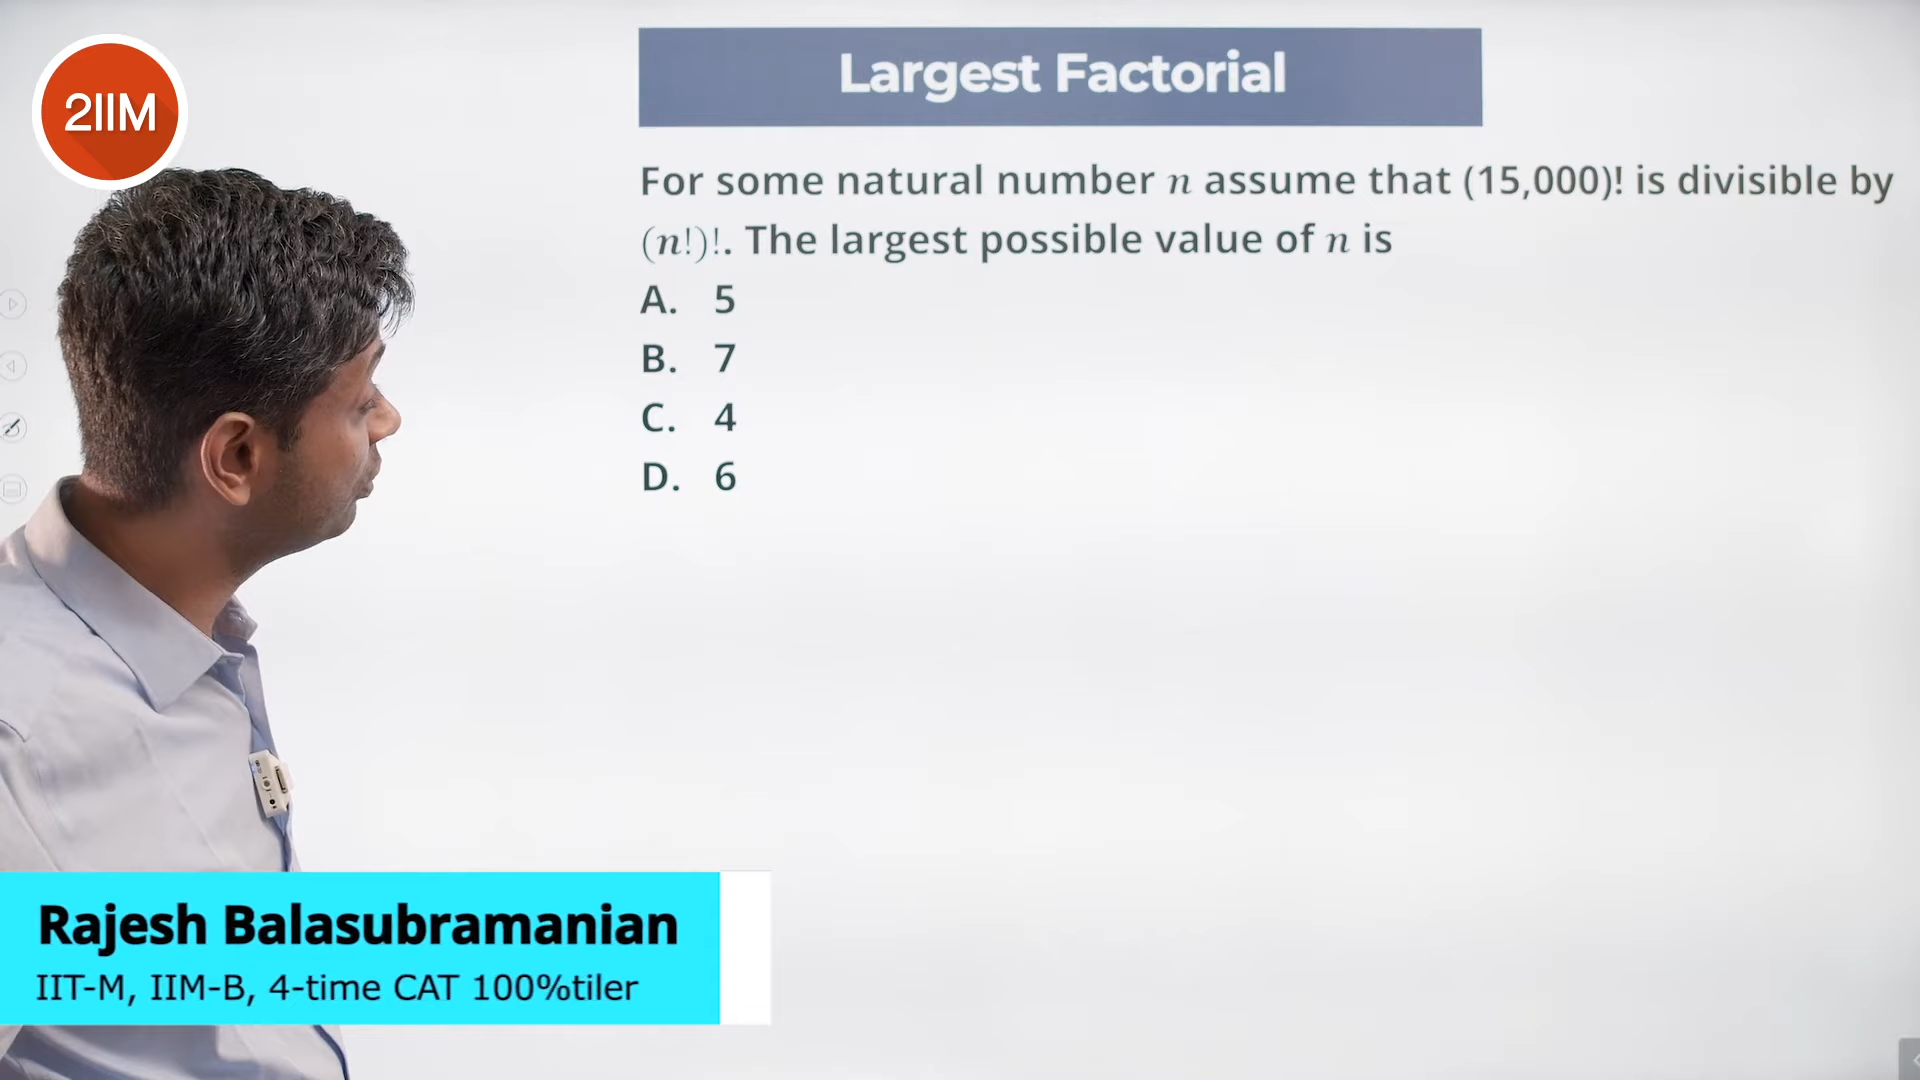 2IIM
Largest Factorial
For some natural number n assume that (15,000)! is divisible by
(n!)!. The largest possible value of n is
A. 5
B. 7
C. 4
D. 6
Rajesh Balasubramanian
IIT-M, IIM-B, 4-time CAT 100%tiler